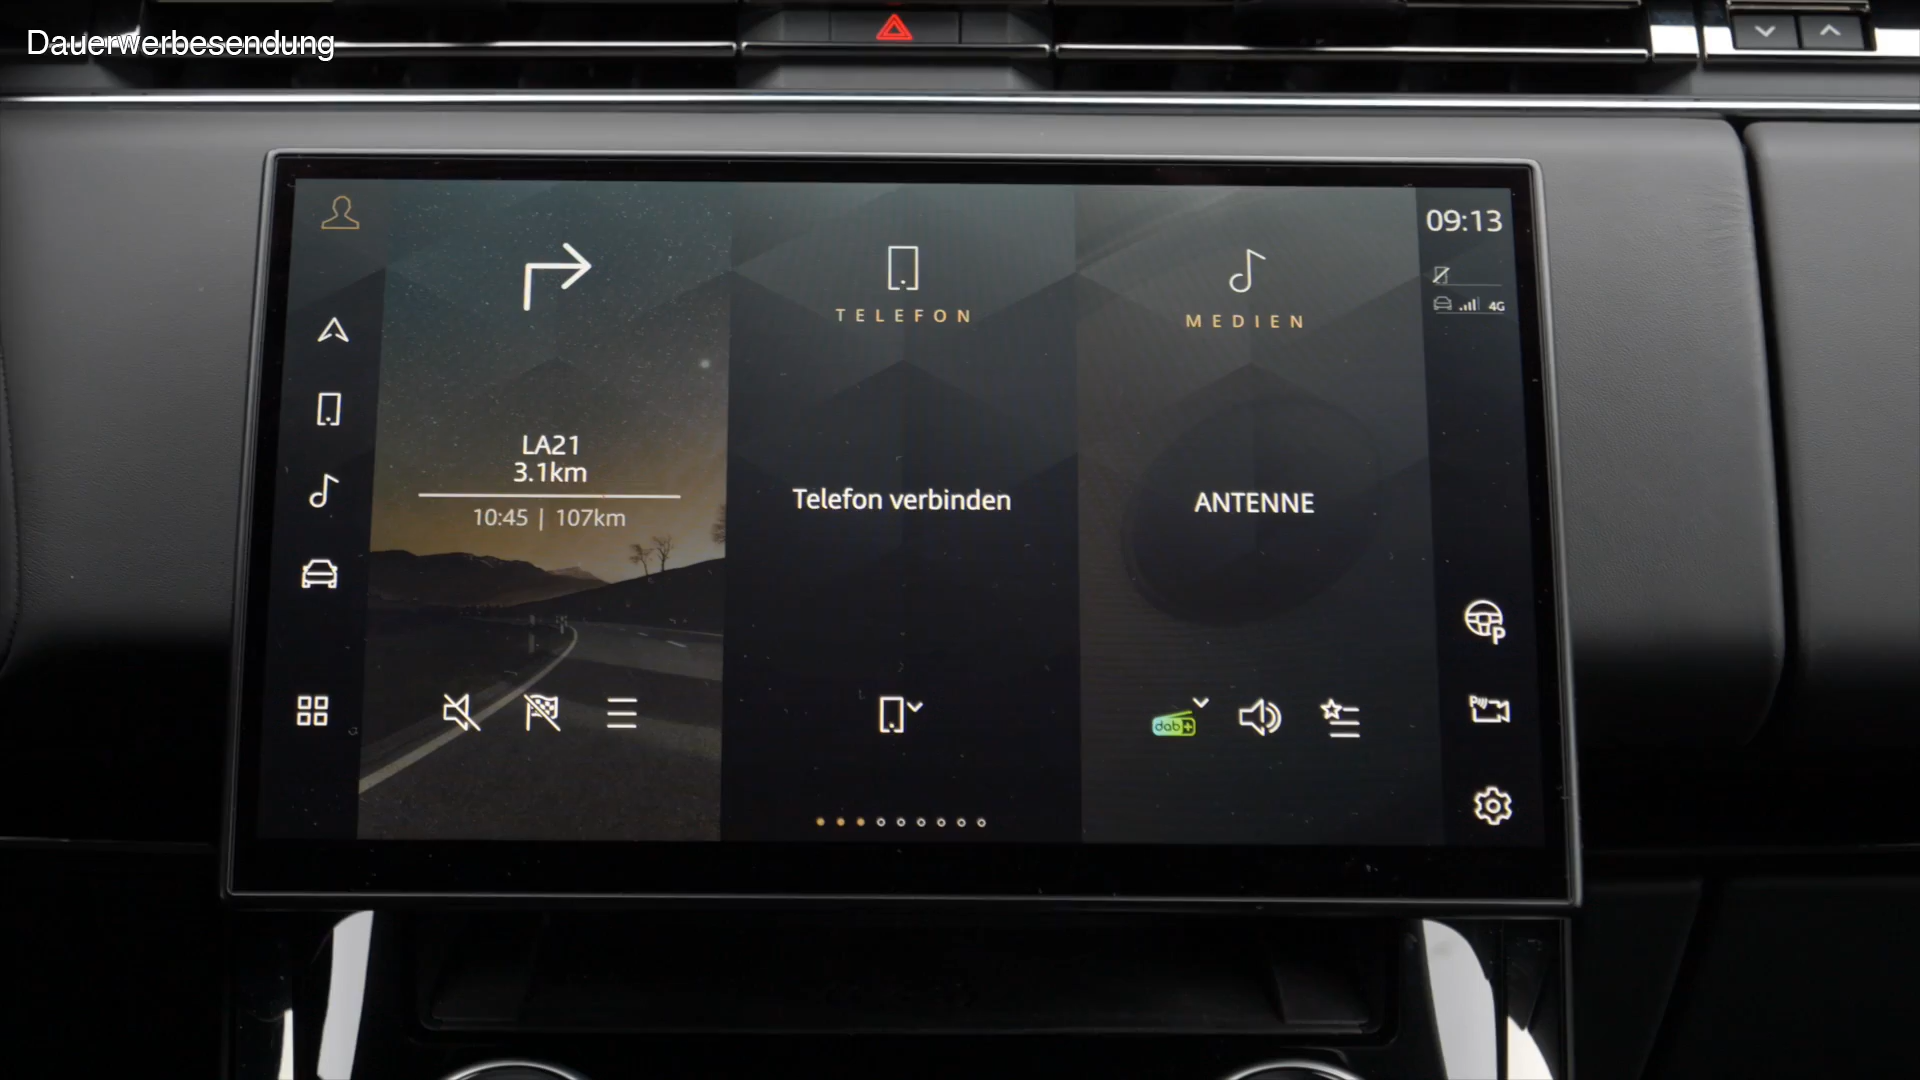 Dauerwerbesendung
09:13
4G
TELEFON
MEDIEN
LA21
3.1km
10:45 | 107km
Telefon verbinden
ANTENNE
dab+
P
P